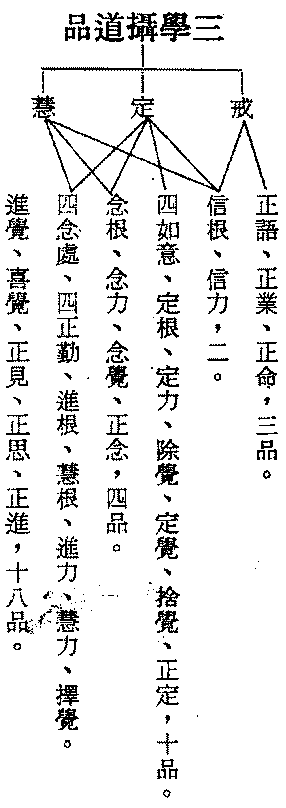 三學攝道品
戒
定
慧
正語、正業、正命，三品。
信根、信力，二。
四如意、定根、定力、除覺、定覺、捨覺、正定，十品。
念根、念力、念覺、正念，四品。
四念處、四正勤、進根、慧根、進力、慧力、擇覺。
進覺、喜覺、正見、正思、正進，十八品。